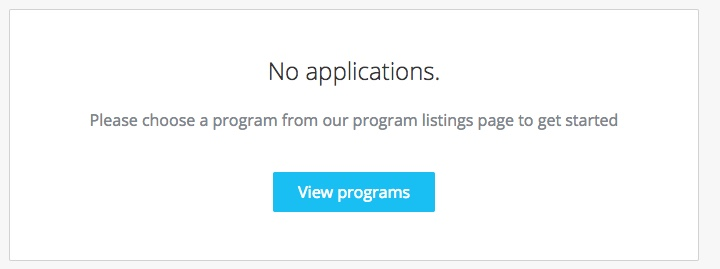 No applications.
Please choose a program from our program listings page to get started
View programs